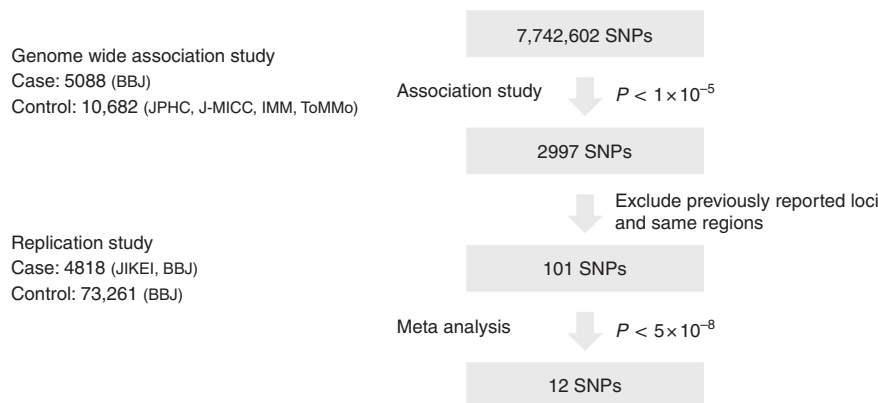 7,742,602 SNPs
Genome wide association study
Case: 5088 (BBJ)
Control: 10,682 (JPHC, J-MICC, IMM, ToMMo)
Association study
P < 1×10⁻⁵
2997 SNPs
Exclude previously reported loci
and same regions
Replication study
Case: 4818 (JIKEI, BBJ)
Control: 73,261 (BBJ)
101 SNPs
Meta analysis
P < 5×10⁻⁸
12 SNPs